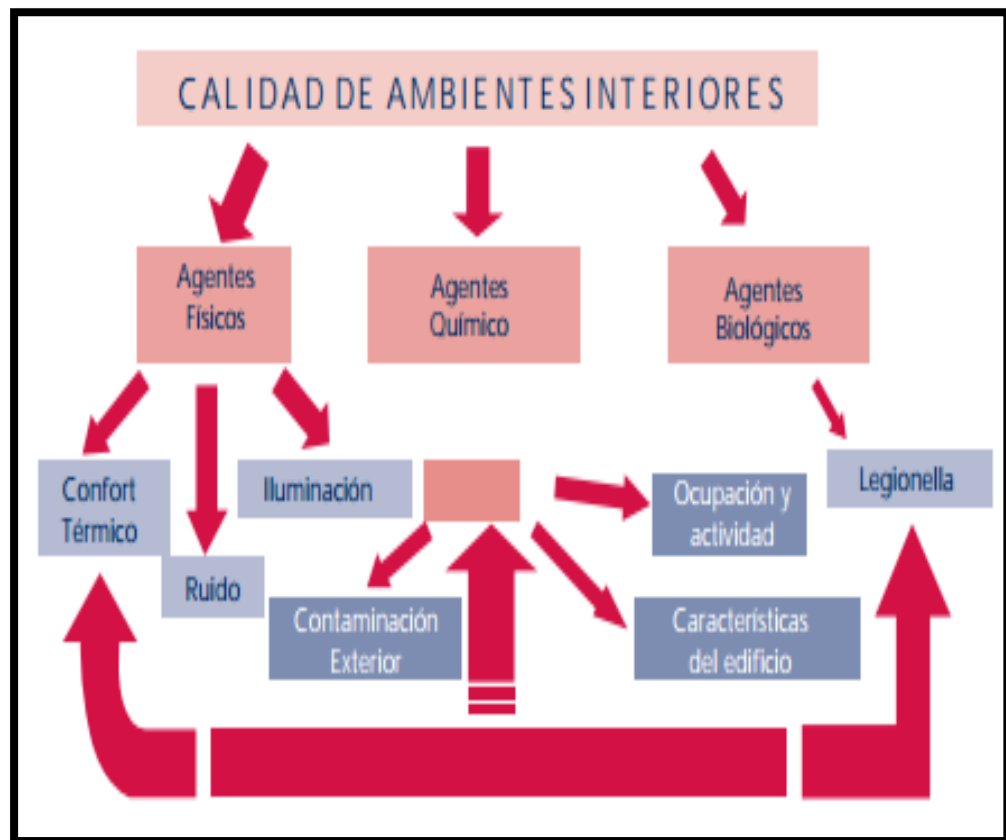 CALIDAD DE AMBIENTES INTERIORES
Agentes
Físicos
Agentes
Químico
Agentes
Biológicos
Confort
Térmico
Ruido
Iluminación
Contaminación
Exterior
Ocupación y
actividad
Características
del edificio
Legionella